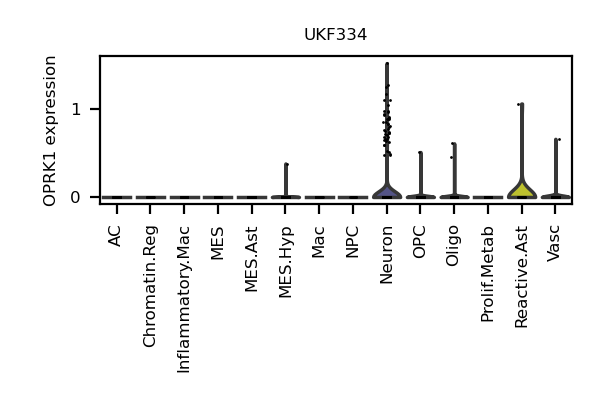 UKF334
OPRK1 expression
1
0
AC
Chromatin.Reg
Inflammatory.Mac
MES
MES.Ast
MES.Hyp
Mac
NPC
Neuron
OPC
Oligo
Prolif.Metab
Reactive.Ast
Vasc